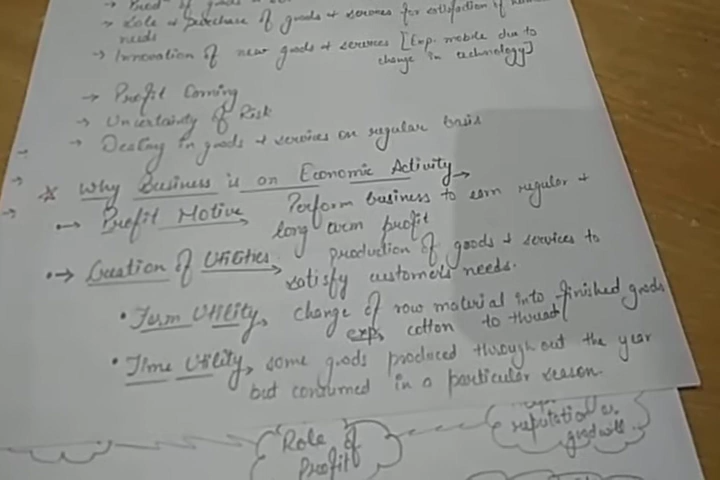 → Sale & purchase of goods & services for satisfaction of human
needs
→ Innovation of new goods & services [Exp. mobile due to
change in technology]
→ Profit Earning
→ Uncertainty of Risk
→ in goods & services on regular basis
* Why Business is an Economic Activity →
•→ Profit Motive → Perform business to earn regular &
long term profit
•→ Creation of Utilities → production of goods & services to
satisfy customers needs.
• Form Utility, change of raw material into finished goods
exp, cotton to thread
• Time Utility, some goods produced throughout the year
but consumed in a particular season.
Role of
Profit
reputation or
goodwill.